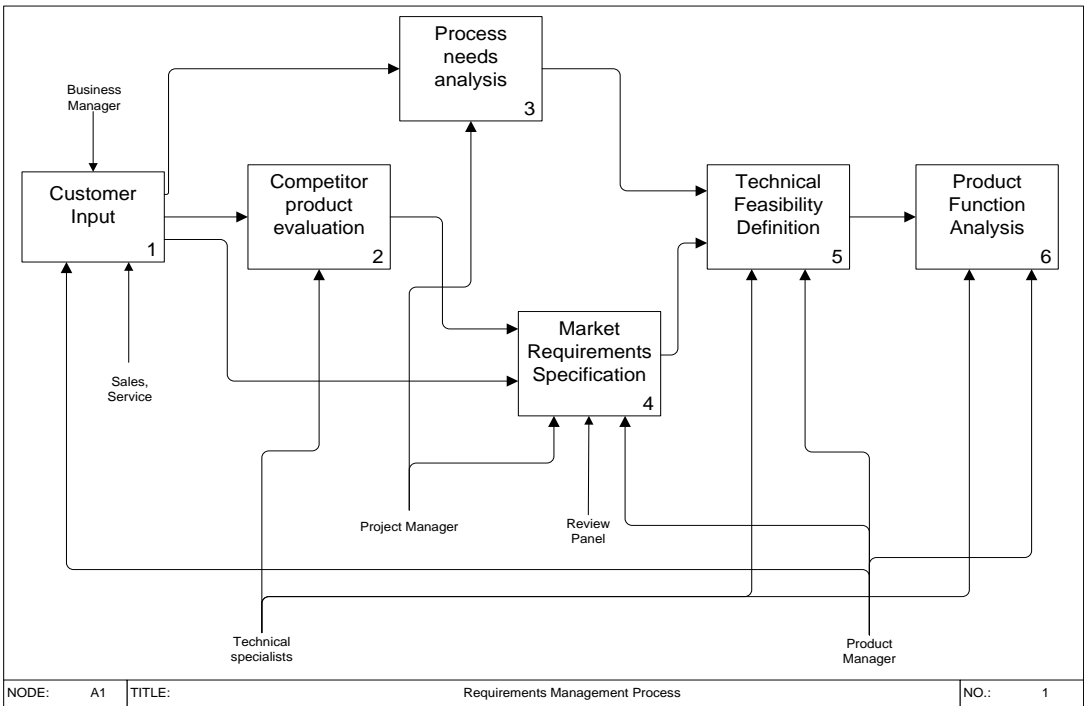 Process
needs
analysis
3
Business
Manager
Customer
Input
1
Competitor
product
evaluation
2
Technical
Feasibility
Definition
5
Product
Function
Analysis
6
Market
Requirements
Specification
4
Sales,
Service
Project Manager
Review
Panel
Technical
specialists
Product
Manager
NODE: A1 TITLE: Requirements Management Process NO.: 1